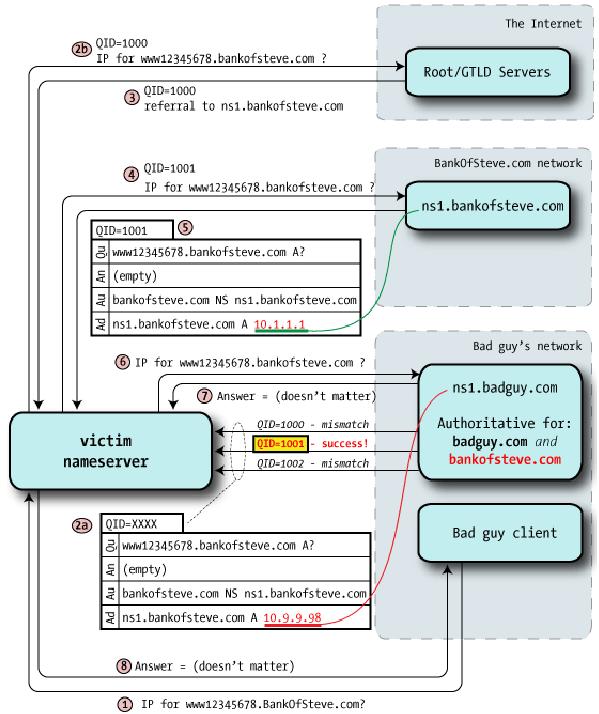 The Internet
2b QID=1000
IP for www12345678.bankofsteve.com ?
Root/GTLD Servers
3 QID=1000
referral to ns1.bankofsteve.com
BankOfSteve.com network
4 QID=1001
IP for www12345678.bankofsteve.com ?
ns1.bankofsteve.com
QID=1001 5
Qu www12345678.bankofsteve.com A?
An (empty)
Au bankofsteve.com NS ns1.bankofsteve.com
Ad ns1.bankofsteve.com A 10.1.1.1
Bad guy's network
6 IP for www12345678.bankofsteve.com ?
7 Answer = (doesn't matter)
ns1.badguy.com
Authoritative for:
badguy.com and
bankofsteve.com
QID=1000 - mismatch
QID=1001 - success!
QID=1002 - mismatch
victim
nameserver
2a QID=XXXX
Qu www12345678.bankofsteve.com A?
An (empty)
Au bankofsteve.com NS ns1.bankofsteve.com
Ad ns1.bankofsteve.com A 10.9.9.98
Bad guy client
8 Answer = (doesn't matter)
1 IP for www12345678.BankOfSteve.com?